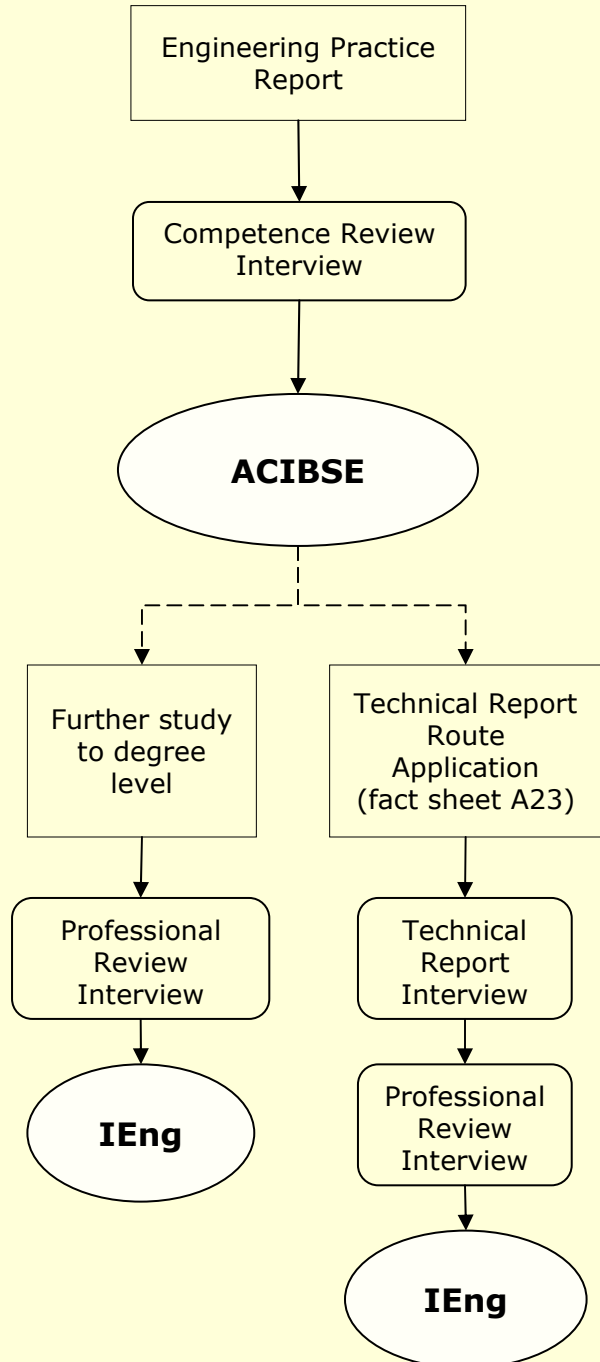 Engineering Practice
Report
Competence Review
Interview
ACIBSE
Further study
to degree
level
Technical Report
Route
Application
(fact sheet A23)
Professional
Review
Interview
Technical
Report
Interview
IEng
Professional
Review
Interview
IEng